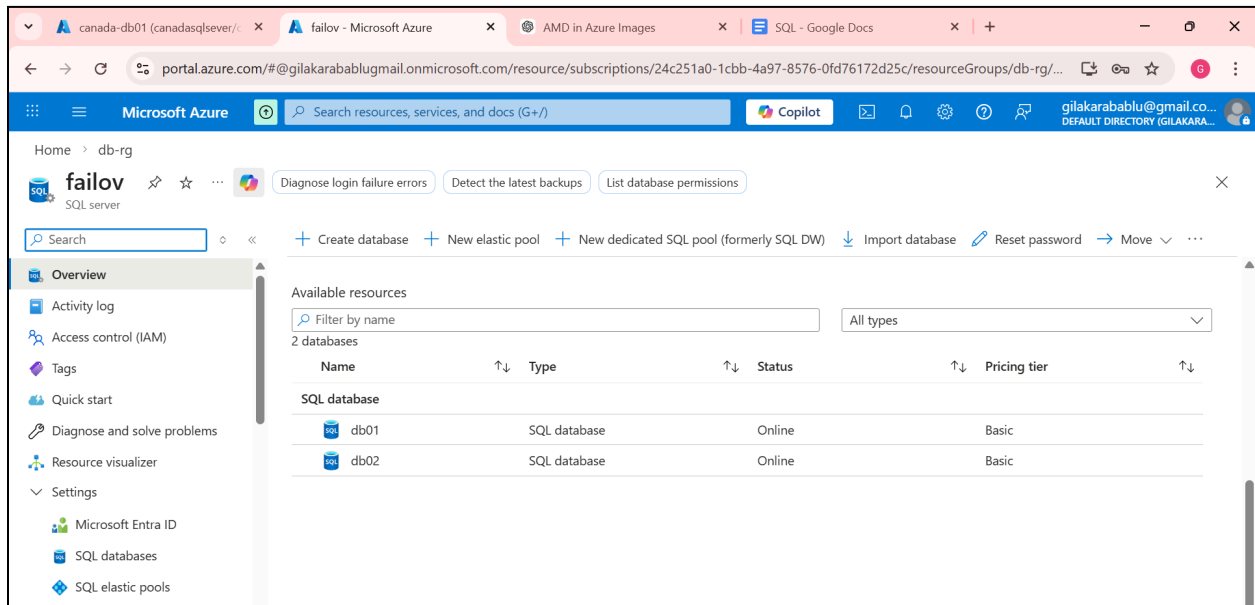 canada-db01 (canadasqlsever/c
failov - Microsoft Azure
AMD in Azure Images
SQL - Google Docs
portal.azure.com/#@gilakarabablugmail.onmicrosoft.com/resource/subscriptions/24c251a0-1cbb-4a97-8576-0fd76172d25c/resourceGroups/db-rg/...
G
Microsoft Azure
Search resources, services, and docs (G+/)
Copilot
gilakarabablu@gmail.co...
DEFAULT DIRECTORY (GILAKARA...
Home > db-rg
failov
SQL server
Diagnose login failure errors
Detect the latest backups
List database permissions
Search
Create database
New elastic pool
New dedicated SQL pool (formerly SQL DW)
Import database
Reset password
Move
Overview
Activity log
Access control (IAM)
Tags
Quick start
Diagnose and solve problems
Resource visualizer
Settings
Microsoft Entra ID
SQL databases
SQL elastic pools
Available resources
Filter by name
All types
2 databases
Name Type Status Pricing tier
SQL database
db01 SQL database Online Basic
db02 SQL database Online Basic